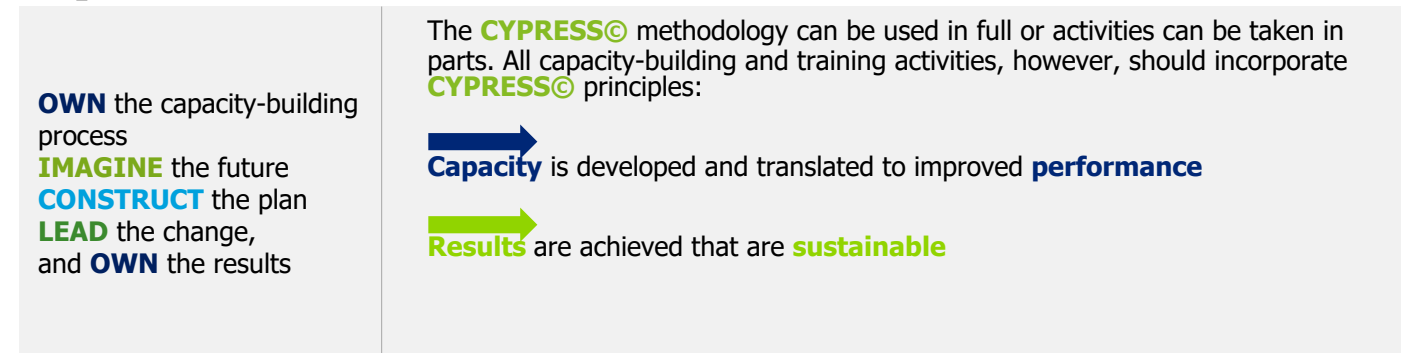 OWN the capacity-building
process
IMAGINE the future
CONSTRUCT the plan
LEAD the change,
and OWN the results
The CYPRESS© methodology can be used in full or activities can be taken in
parts. All capacity-building and training activities, however, should incorporate
CYPRESS© principles:
Capacity is developed and translated to improved performance
Results are achieved that are sustainable